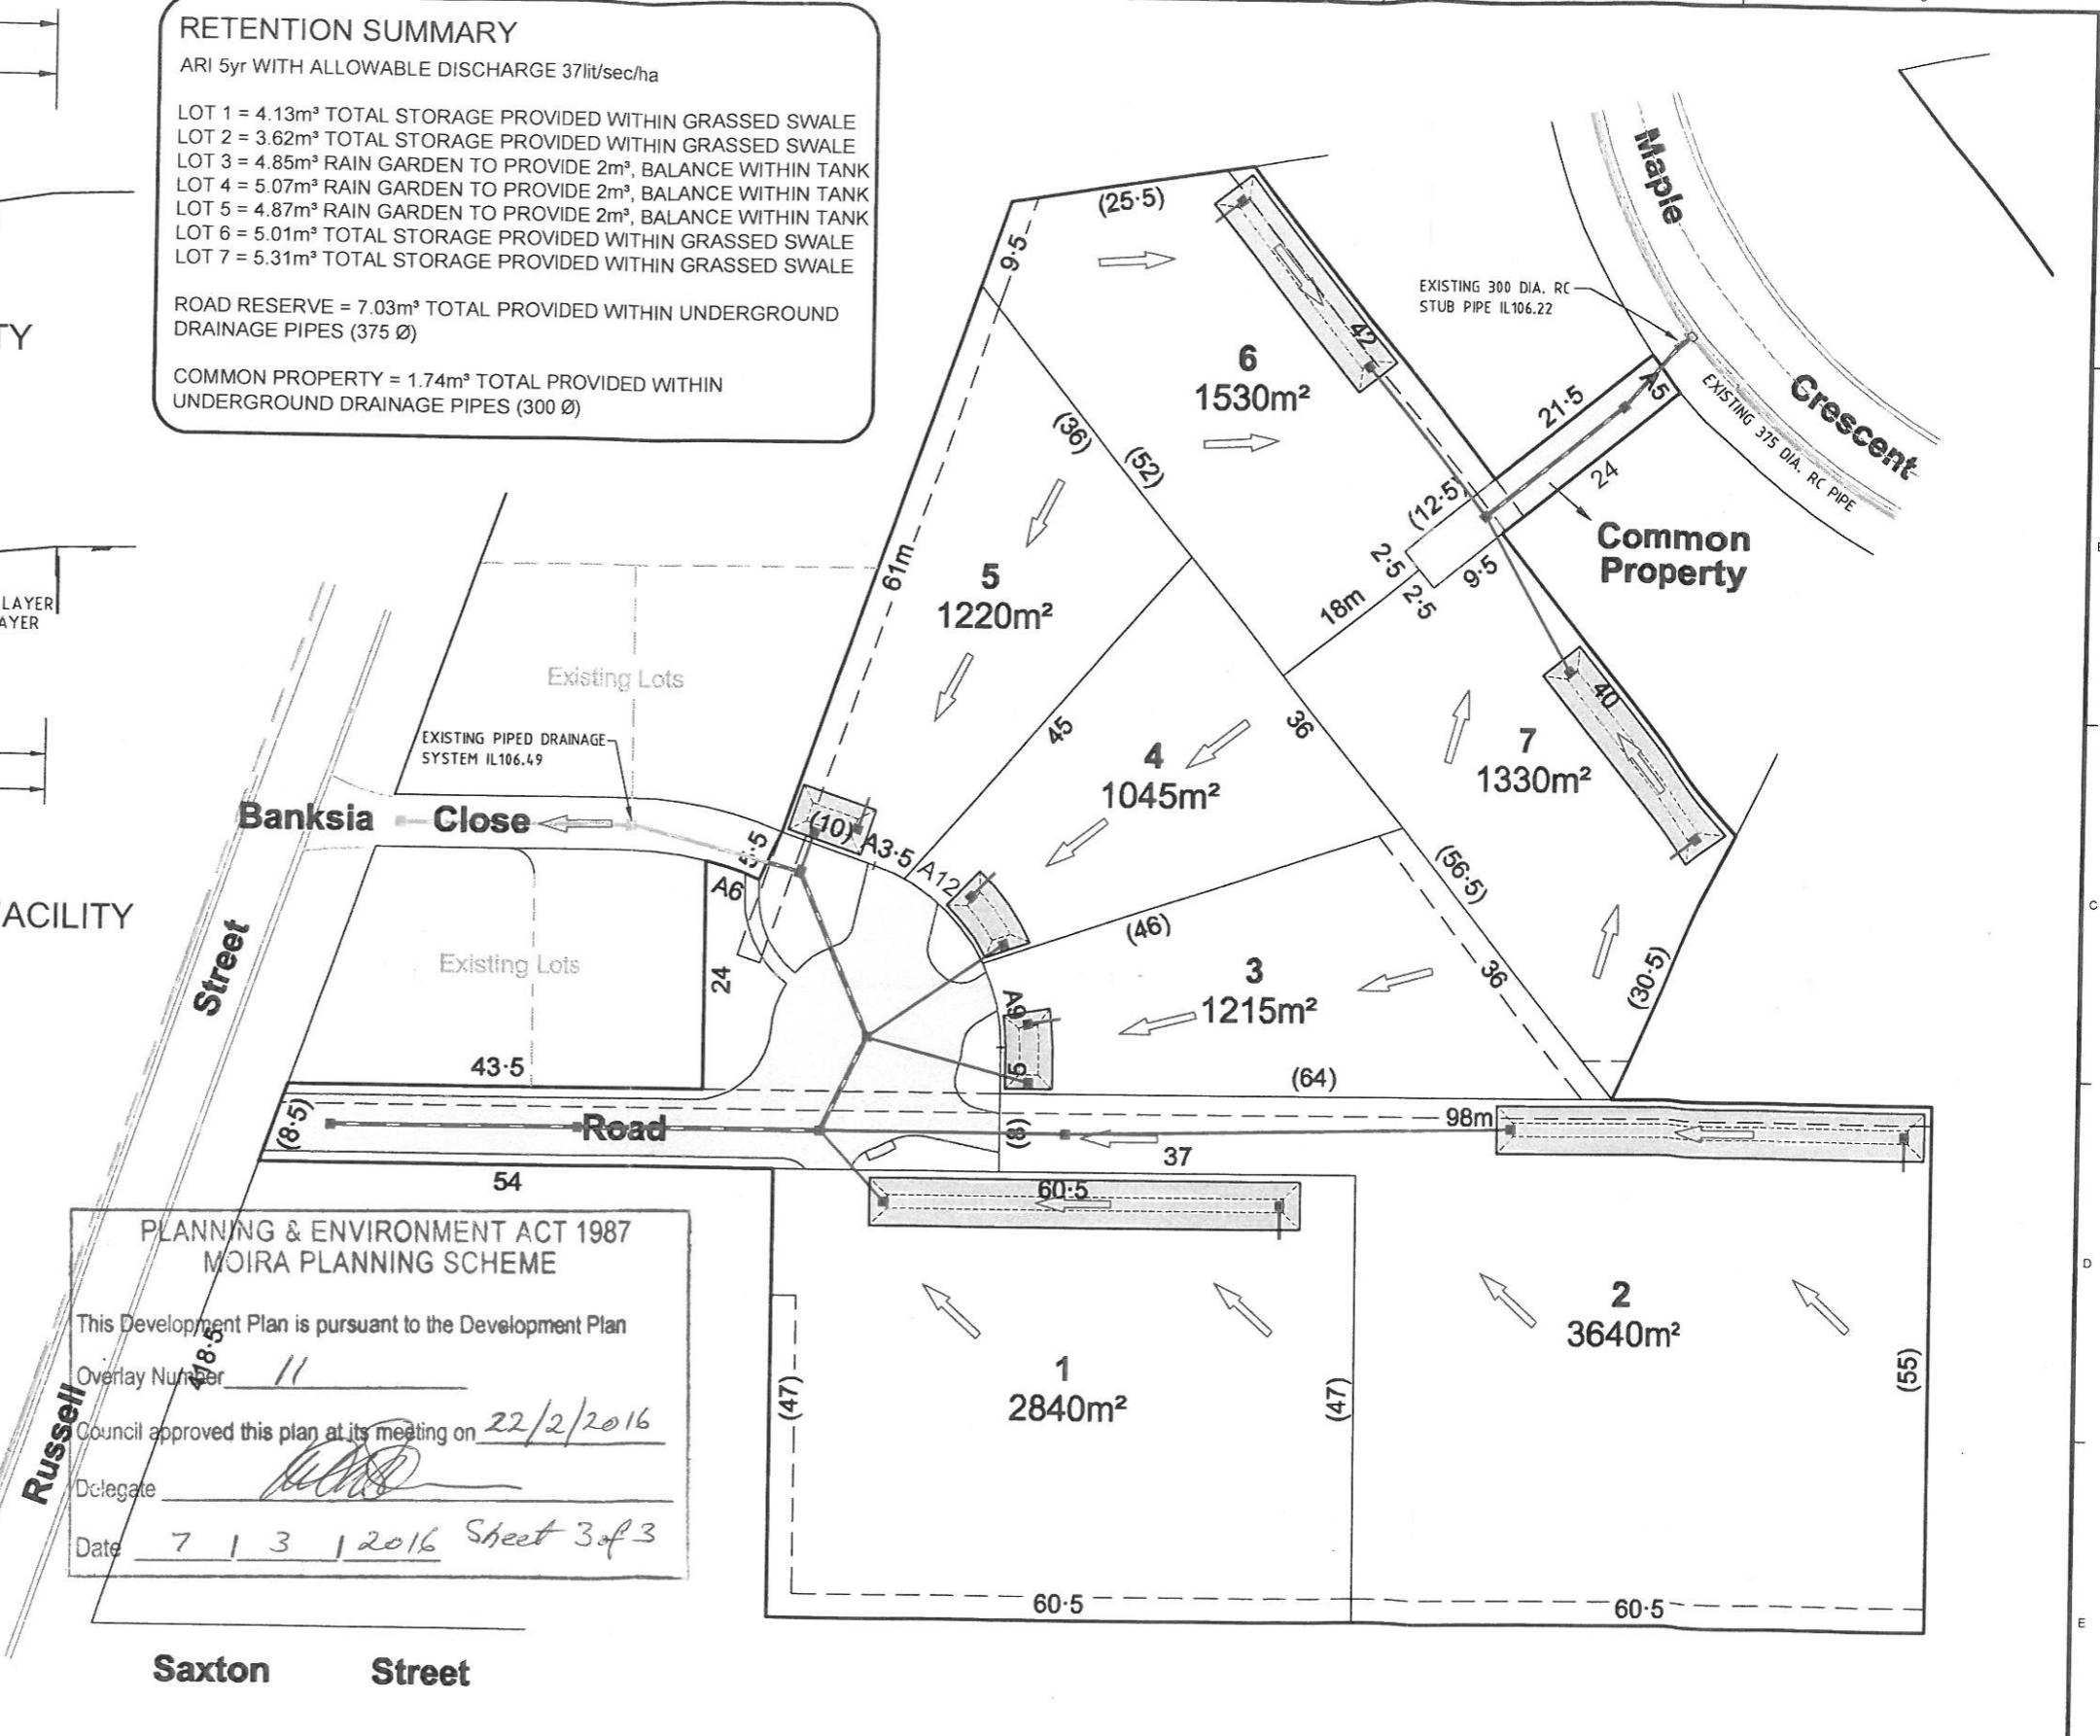 RETENTION SUMMARY
ARI 5yr WITH ALLOWABLE DISCHARGE 37lit/sec/ha
LOT 1 = 4.13m³ TOTAL STORAGE PROVIDED WITHIN GRASSED SWALE
LOT 2 = 3.62m³ TOTAL STORAGE PROVIDED WITHIN GRASSED SWALE
LOT 3 = 4.85m³ RAIN GARDEN TO PROVIDE 2m³, BALANCE WITHIN TANK
LOT 4 = 5.07m³ RAIN GARDEN TO PROVIDE 2m³, BALANCE WITHIN TANK
LOT 5 = 4.87m³ RAIN GARDEN TO PROVIDE 2m³, BALANCE WITHIN TANK
LOT 6 = 5.01m³ TOTAL STORAGE PROVIDED WITHIN GRASSED SWALE
LOT 7 = 5.31m³ TOTAL STORAGE PROVIDED WITHIN GRASSED SWALE
ROAD RESERVE = 7.03m³ TOTAL PROVIDED WITHIN UNDERGROUND
DRAINAGE PIPES (375 Ø)
COMMON PROPERTY = 1.74m³ TOTAL PROVIDED WITHIN
UNDERGROUND DRAINAGE PIPES (300 Ø)
TY
LAYER
AYER
ACILITY
(25·5)
9·5
61m
(36)
(52)
42
6
1530m²
EXISTING 300 DIA. RC
STUB PIPE IL106.22
Maple
Crescent
EXISTING 375 DIA. RC PIPE
A5
21·5
24
(12·5)
2·5
2·5
9·5
18m
Common
Property
5
1220m²
45
36
4
1045m²
40
7
1330m²
Existing Lots
EXISTING PIPED DRAINAGE
SYSTEM IL106.49
Banksia Close
(10)
A3·5
A12
A6
24
Existing Lots
43·5
(46)
(56·5)
3
1215m²
36
(30·5)
A9
5
(64)
(8·5)
Road
(8)
98m
37
54
60·5
Street
Russell
418·5
PLANNING & ENVIRONMENT ACT 1987
MOIRA PLANNING SCHEME
This Development Plan is pursuant to the Development Plan
Overlay Number 11
Council approved this plan at its meeting on 22/2/2016
Delegate
Date 7 / 3 / 2016 Sheet 3 of 3
1
2840m²
(47)
(47)
2
3640m²
(55)
60·5
60·5
Saxton Street
C
D
E